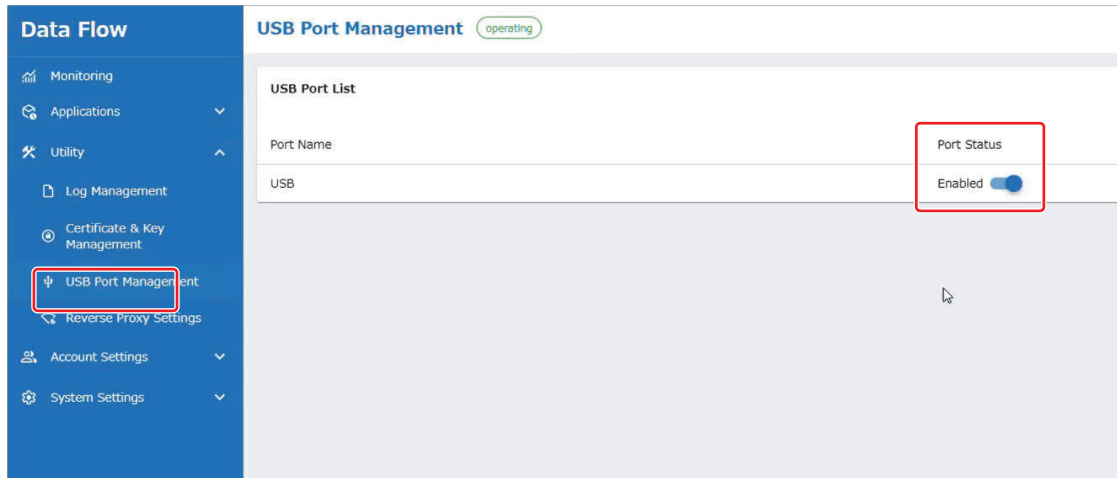 Data Flow
Monitoring
Applications
Utility
Log Management
Certificate & Key
Management
USB Port Management
Reverse Proxy Settings
Account Settings
System Settings
USB Port Management operating
USB Port List
Port Name Port Status
USB Enabled